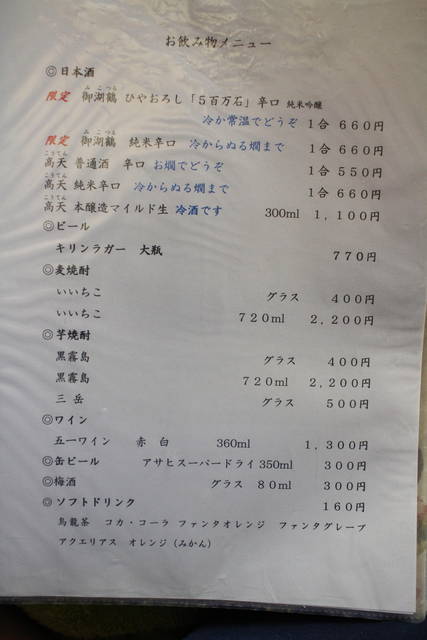 お飲み物メニュー
◎日本酒
限定 御湖鶴 ひやおろし「５百万石」辛口 純米吟醸
冷か常温でどうぞ １合 ６６０円
限定 御湖鶴 純米辛口 冷からぬる燗まで １合 ６６０円
高天 普通酒 辛口 お燗でどうぞ １合５５０円
高天 純米辛口 冷からぬる燗まで １合６６０円
高天 本醸造マイルド生 冷酒です 300ml １,１００円
◎ビール
キリンラガー 大瓶 ７７０円
◎麦焼酎
いいちこ グラス ４００円
いいちこ ７２０ml ２,２００円
◎芋焼酎
黒霧島 グラス ４００円
黒霧島 ７２０ml ２,２００円
三岳 グラス ５００円
◎ワイン
五一ワイン 赤 白 360ml １,３００円
◎缶ビール アサヒスーパードライ350ml ３００円
◎梅酒 グラス ８０ml ３００円
◎ソフトドリンク １６０円
烏龍茶 コカ・コーラ ファンタオレンジ ファンタグレープ
アクエリアス オレンジ（みかん）